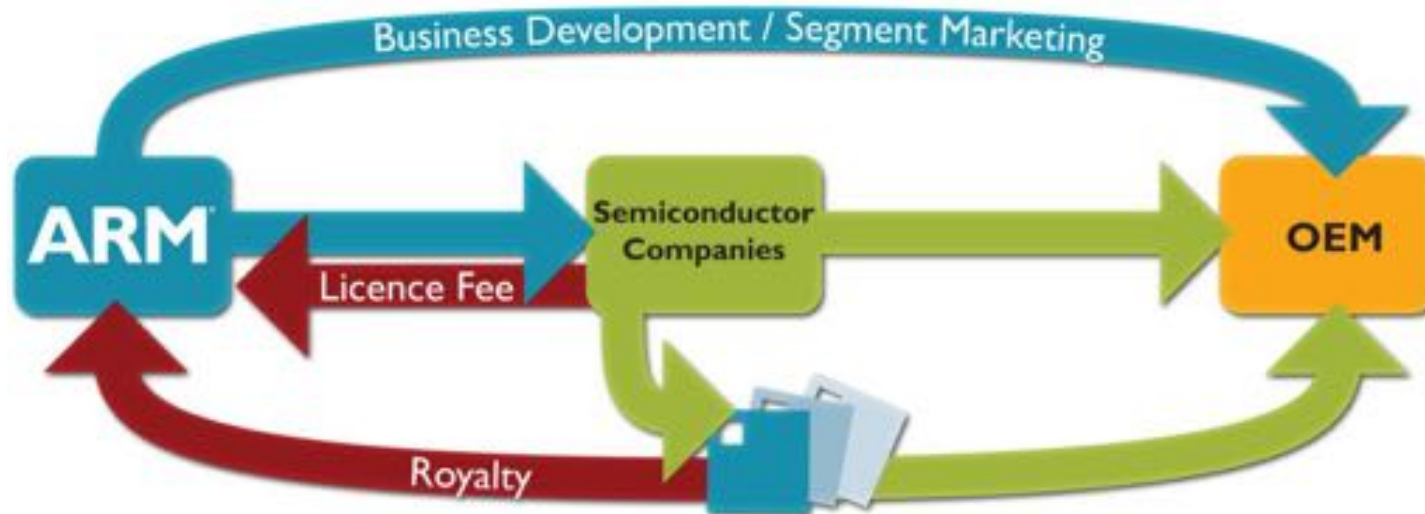 Business Development / Segment Marketing
ARM
Semiconductor
Companies
OEM
Licence Fee
Royalty